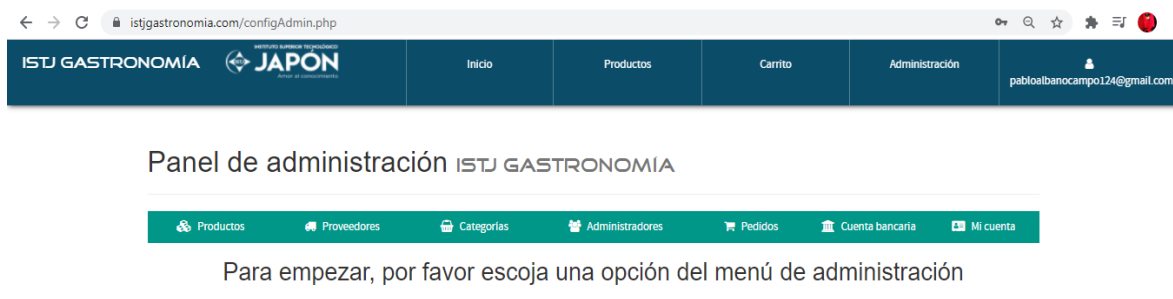 istjgastronomia.com/configAdmin.php
ISTJ GASTRONOMÍA
INSTITUTO SUPERIOR TECNOLÓGICO
JAPÓN
Amor al conocimiento
Inicio
Productos
Carrito
Administración
pabloalbanocampo124@gmail.com
Panel de administración ISTJ GASTRONOMÍA
Productos
Proveedores
Categorías
Administradores
Pedidos
Cuenta bancaria
Mi cuenta
Para empezar, por favor escoja una opción del menú de administración